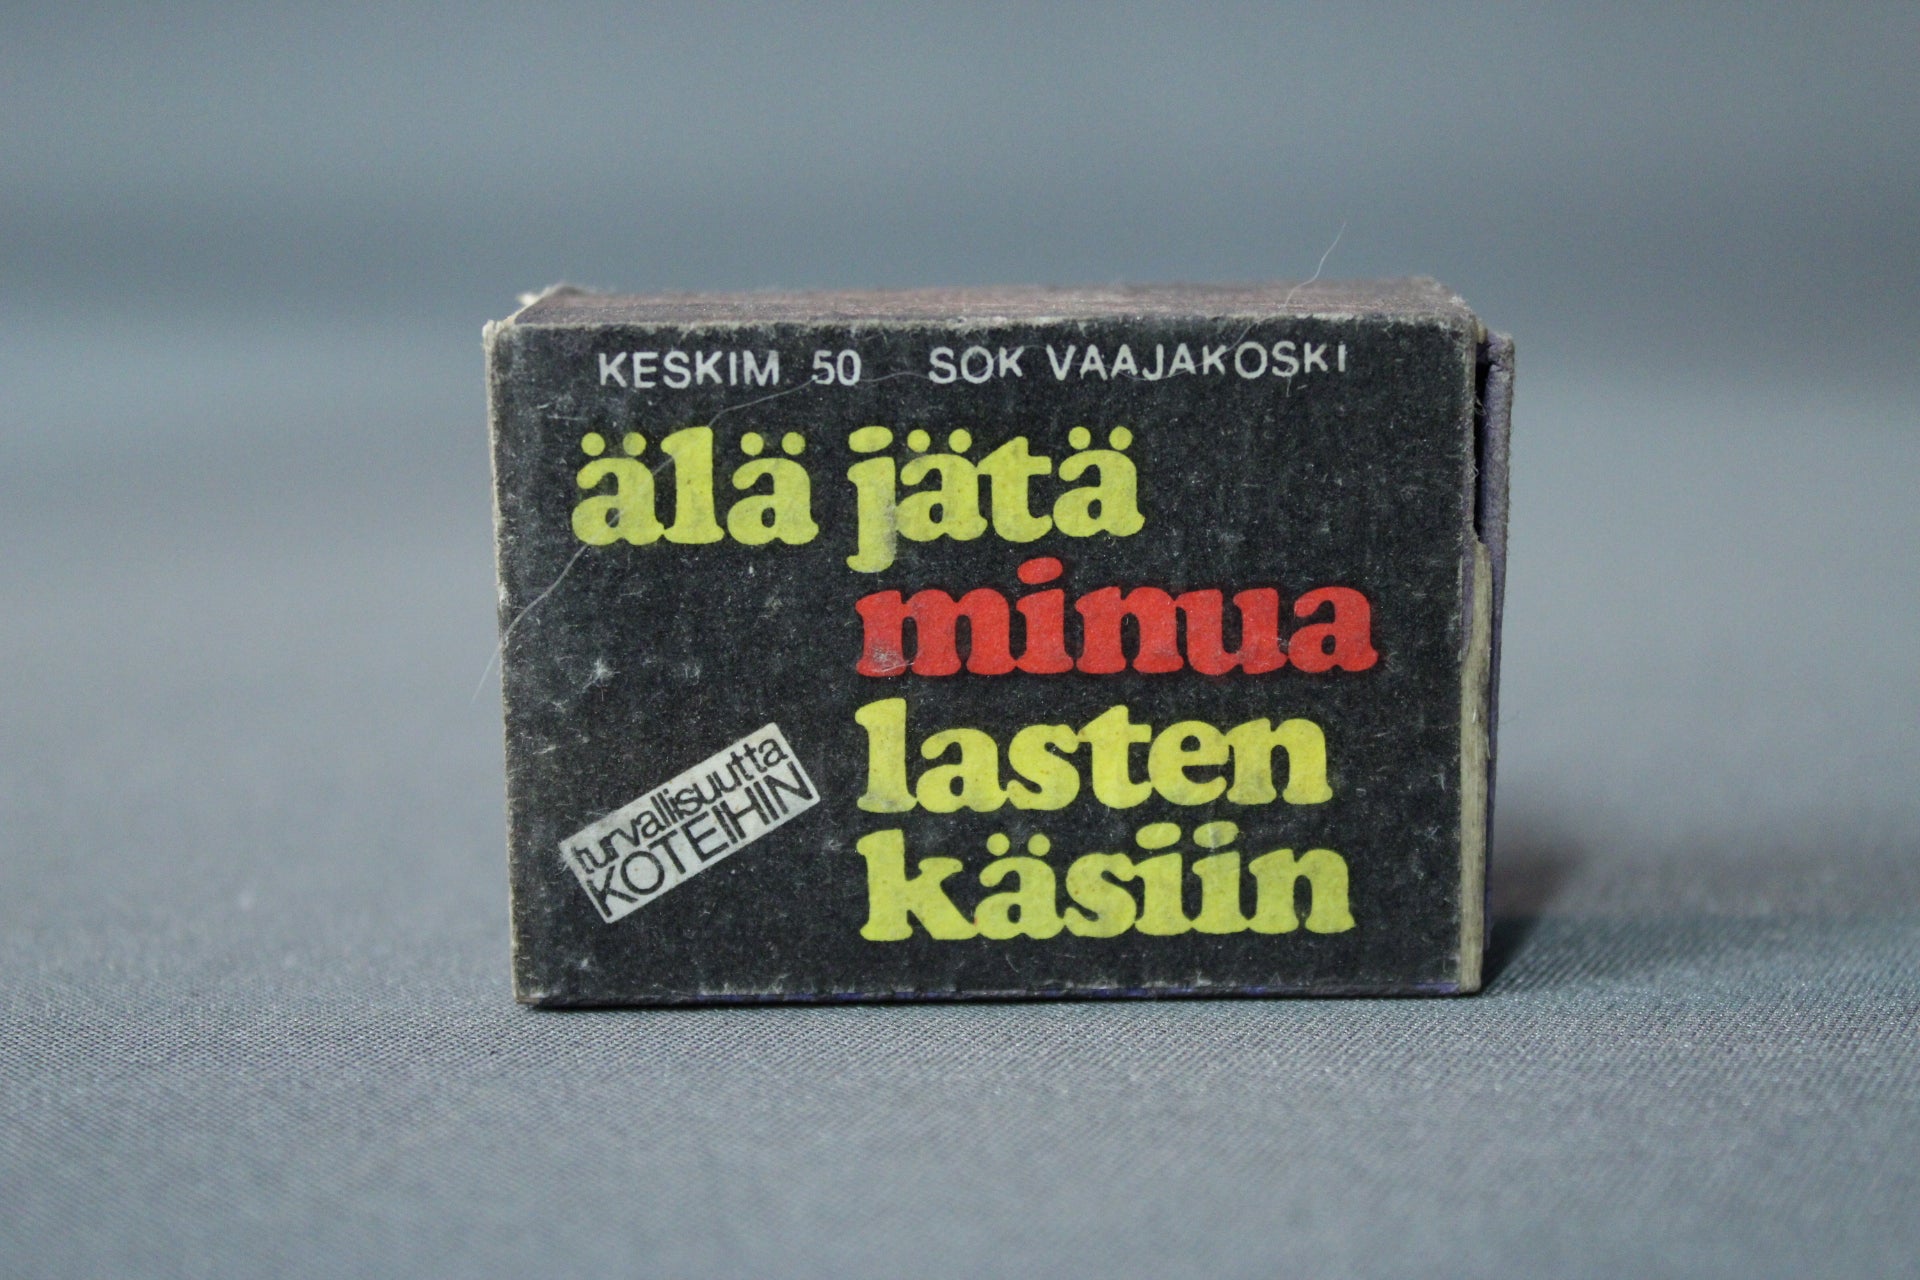 KESKIM 50 SOK VAAJAKOSKI
älä jätä
minua
lasten
käsiin
turvallisuutta
KOTEIHIN